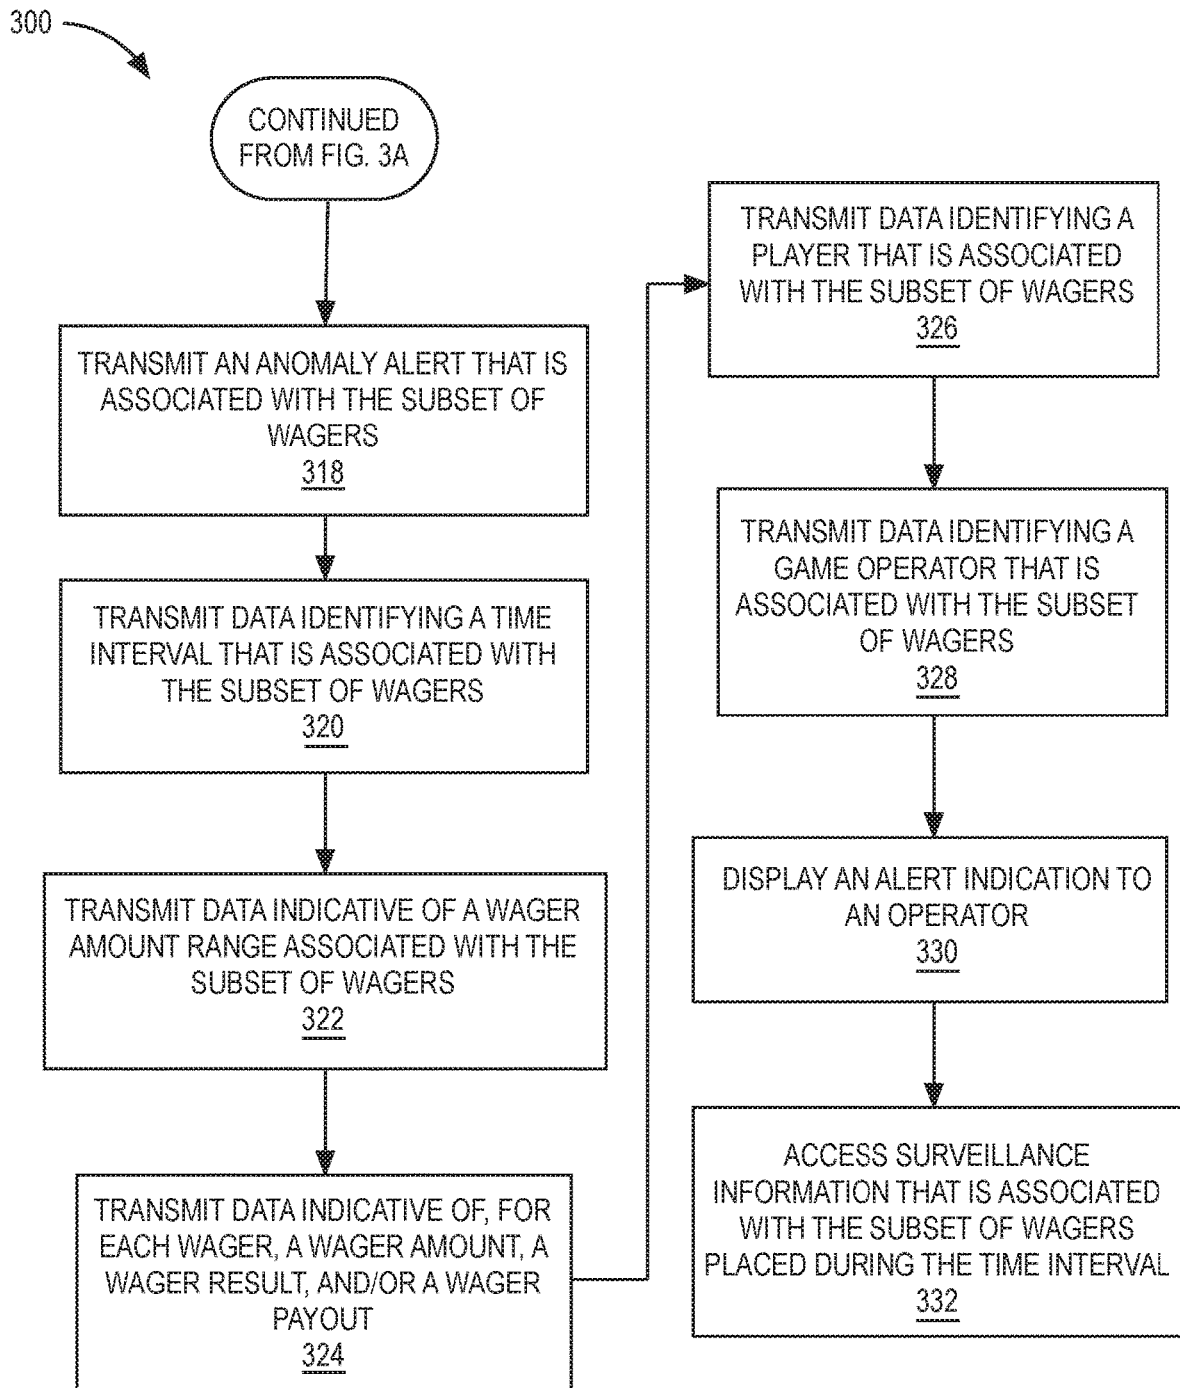 300
CONTINUED
FROM FIG. 3A
TRANSMIT AN ANOMALY ALERT THAT IS
ASSOCIATED WITH THE SUBSET OF
WAGERS
318
TRANSMIT DATA IDENTIFYING A TIME
INTERVAL THAT IS ASSOCIATED WITH
THE SUBSET OF WAGERS
320
TRANSMIT DATA INDICATIVE OF A WAGER
AMOUNT RANGE ASSOCIATED WITH THE
SUBSET OF WAGERS
322
TRANSMIT DATA INDICATIVE OF, FOR
EACH WAGER, A WAGER AMOUNT, A
WAGER RESULT, AND/OR A WAGER
PAYOUT
324
TRANSMIT DATA IDENTIFYING A
PLAYER THAT IS ASSOCIATED
WITH THE SUBSET OF WAGERS
326
TRANSMIT DATA IDENTIFYING A
GAME OPERATOR THAT IS
ASSOCIATED WITH THE SUBSET
OF WAGERS
328
DISPLAY AN ALERT INDICATION TO
AN OPERATOR
330
ACCESS SURVEILLANCE
INFORMATION THAT IS ASSOCIATED
WITH THE SUBSET OF WAGERS
PLACED DURING THE TIME INTERVAL
332